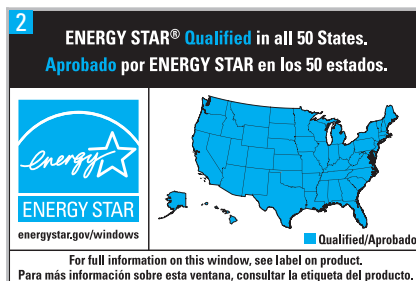 2
ENERGY STAR® Qualified in all 50 States.
Aprobado por ENERGY STAR en los 50 estados.
energy
ENERGY STAR
energystar.gov/windows
Qualified/Aprobado
For full information on this window, see label on product.
Para más información sobre esta ventana, consultar la etiqueta del producto.